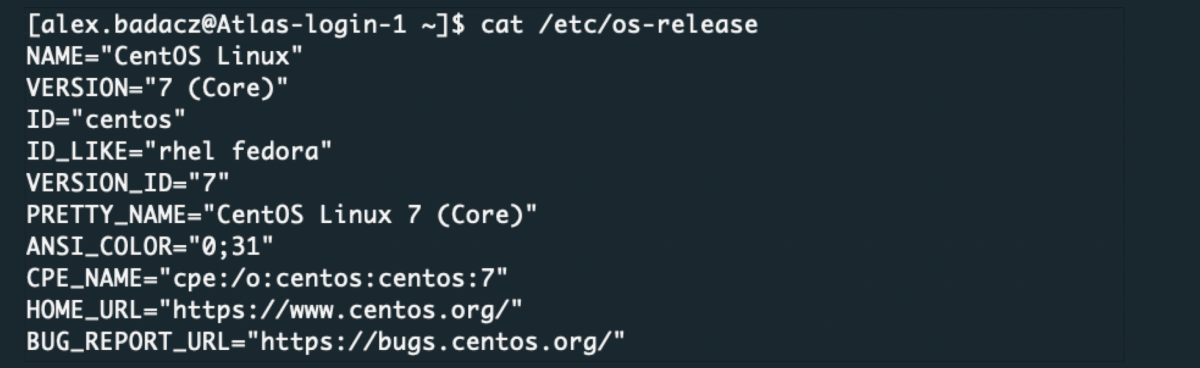 [alex.badacz@Atlas-login-1 ~]$ cat /etc/os-release
NAME="CentOS Linux"
VERSION="7 (Core)"
ID="centos"
ID_LIKE="rhel fedora"
VERSION_ID="7"
PRETTY_NAME="CentOS Linux 7 (Core)"
ANSI_COLOR="0;31"
CPE_NAME="cpe:/o:centos:centos:7"
HOME_URL="https://www.centos.org/"
BUG_REPORT_URL="https://bugs.centos.org/"